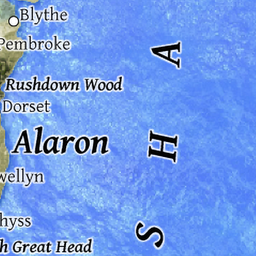 Blythe
Pembroke
Rushdown Wood
Dorset
Alaron
wellyn
hyss
h Great Head
S H A